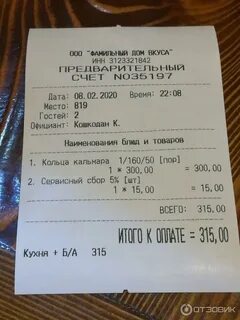 ООО "ФАМИЛЬНЫЙ ДОМ ВКУСА"
ИНН 3123321842
ПРЕДВАРИТЕЛЬНЫЙ
СЧЕТ NO35197
Дата: 08.02.2020 Время: 22:08
Место: 819
Гостей: 2
Официант: Кошкодан К.
Наименования блюд и товаров
1. Кольца кальмара 1/160/50 [пор]
1 * 300,00 = 300,00
2. Сервисный сбор 5% [шт]
1 * 15,00 = 15,00
ВСЕГО: 315,00
ИТОГО К ОПЛАТЕ = 315,00
Кухня + Б/А 315
ОТЗОВИК